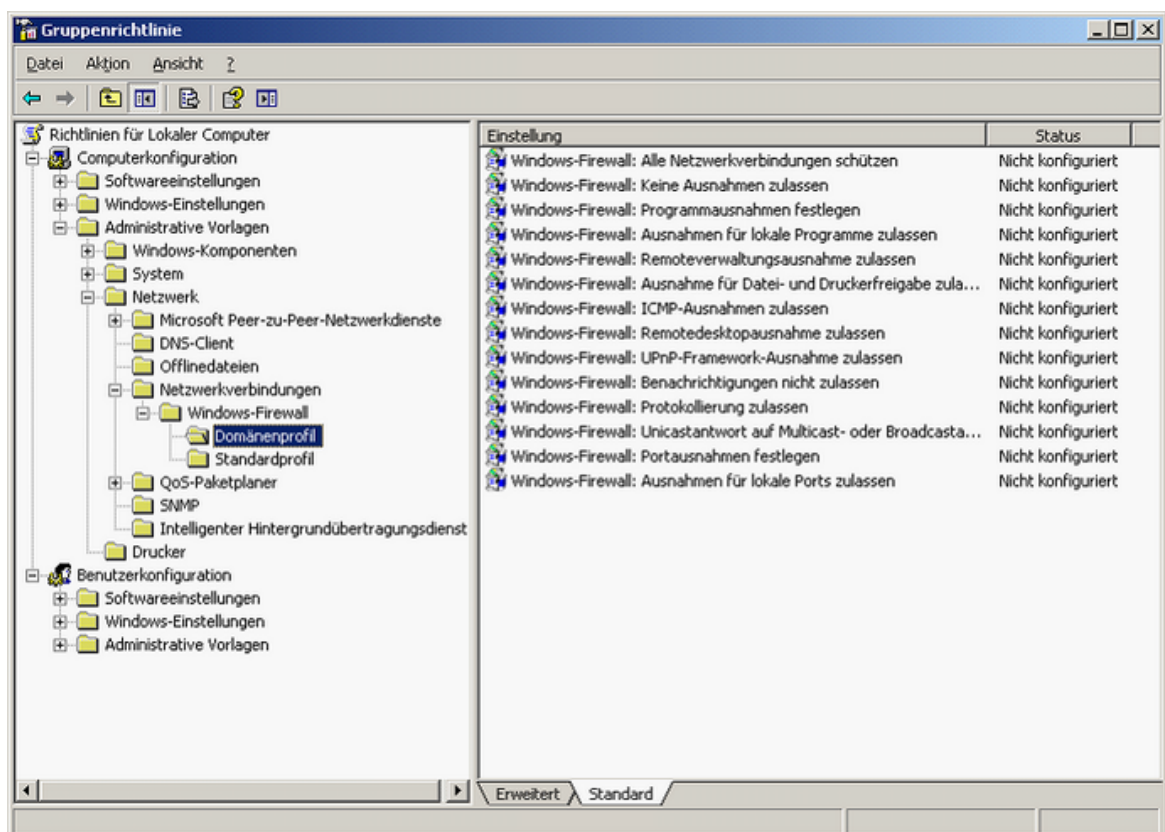 Gruppenrichtlinie
Datei Aktion Ansicht ?
Richtlinien für Lokaler Computer
Computerkonfiguration
Softwareeinstellungen
Windows-Einstellungen
Administrative Vorlagen
Windows-Komponenten
System
Netzwerk
Microsoft Peer-zu-Peer-Netzwerkdienste
DNS-Client
Offlinedateien
Netzwerkverbindungen
Windows-Firewall
Domänenprofil
Standardprofil
QoS-Paketplaner
SNMP
Intelligenter Hintergrundübertragungsdienst
Drucker
Benutzerkonfiguration
Softwareeinstellungen
Windows-Einstellungen
Administrative Vorlagen
Einstellung Status
Windows-Firewall: Alle Netzwerkverbindungen schützen Nicht konfiguriert
Windows-Firewall: Keine Ausnahmen zulassen Nicht konfiguriert
Windows-Firewall: Programmausnahmen festlegen Nicht konfiguriert
Windows-Firewall: Ausnahmen für lokale Programme zulassen Nicht konfiguriert
Windows-Firewall: Remoteverwaltungsausnahme zulassen Nicht konfiguriert
Windows-Firewall: Ausnahme für Datei- und Druckerfreigabe zula... Nicht konfiguriert
Windows-Firewall: ICMP-Ausnahmen zulassen Nicht konfiguriert
Windows-Firewall: Remotedesktopausnahme zulassen Nicht konfiguriert
Windows-Firewall: UPnP-Framework-Ausnahme zulassen Nicht konfiguriert
Windows-Firewall: Benachrichtigungen nicht zulassen Nicht konfiguriert
Windows-Firewall: Protokollierung zulassen Nicht konfiguriert
Windows-Firewall: Unicastantwort auf Multicast- oder Broadcasta... Nicht konfiguriert
Windows-Firewall: Portausnahmen festlegen Nicht konfiguriert
Windows-Firewall: Ausnahmen für lokale Ports zulassen Nicht konfiguriert
Erweitert Standard